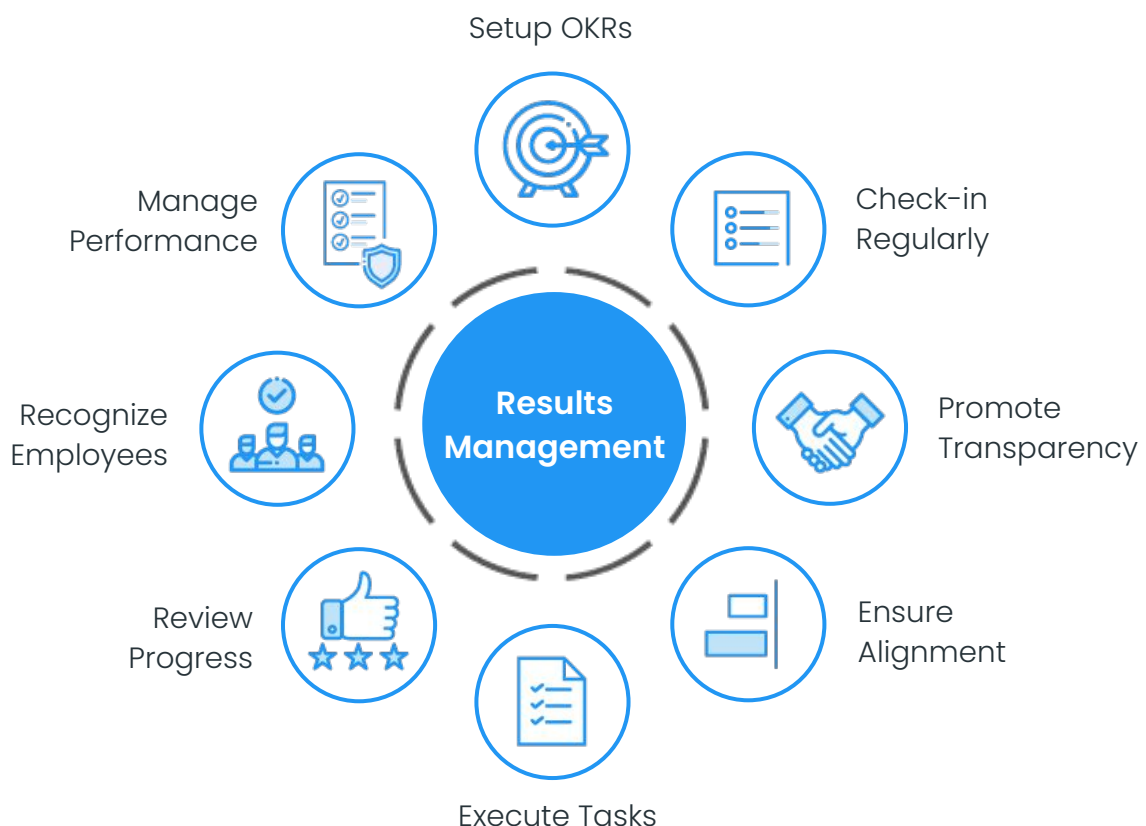 Setup OKRs
Check-in
Regularly
Promote
Transparency
Ensure
Alignment
Execute Tasks
Review
Progress
Recognize
Employees
Manage
Performance
Results
Management